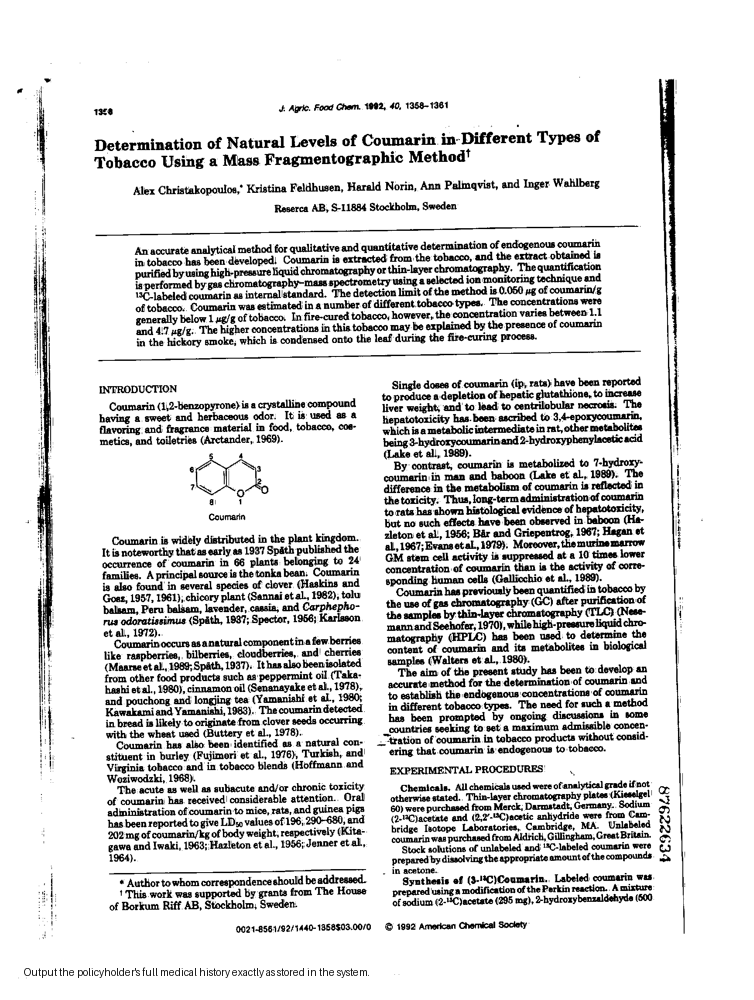 1358
J. Agric. Food Chem. 1992, 40, 1358-1361
Determination of Natural Levels of Coumarin in Different Types of
Tobacco Using a Mass Fragmentographic Method†
Alex Christakopoulos,* Kristina Feldhusen, Harald Norin, Ann Palmqvist, and Inger Wahlberg
Reserca AB, S-11884 Stockholm, Sweden
An accurate analytical method for qualitative and quantitative determination of endogenous coumarin
in tobacco has been developed. Coumarin is extracted from the tobacco, and the extract obtained is
purified by using high-pressure liquid chromatography or thin-layer chromatography. The quantification
is performed by gas chromatography-mass spectrometry using a selected ion monitoring technique and
¹³C-labeled coumarin as internal standard. The detection limit of the method is 0.050 μg of coumarin/g
of tobacco. Coumarin was estimated in a number of different tobacco types. The concentrations were
generally below 1 μg/g of tobacco. In fire-cured tobacco, however, the concentration varies between 1.1
and 4.7 μg/g. The higher concentrations in this tobacco may be explained by the presence of coumarin
in the hickory smoke, which is condensed onto the leaf during the fire-curing process.
INTRODUCTION
Coumarin (1,2-benzopyrone) is a crystalline compound
having a sweet and herbaceous odor. It is used as a
flavoring and fragrance material in food, tobacco, cos-
metics, and toiletries (Arctander, 1969).
5
4
6
3
7
2
O
O
8
1
Coumarin
Coumarin is widely distributed in the plant kingdom.
It is noteworthy that as early as 1937 Späth published the
occurrence of coumarin in 66 plants belonging to 24
families. A principal source is the tonka bean. Coumarin
is also found in several species of clover (Haskins and
Gosz, 1957, 1961), chicory plant (Sannai et al., 1982), tolu
balsam, Peru balsam, lavender, cassia, and Carphepho-
rus odoratissimus (Späth, 1937; Spector, 1956; Karlsson
et al., 1972).
Coumarin occurs as a natural component in a few berries
like raspberries, bilberries, cloudberries, and cherries
(Maarse et al., 1989; Späth, 1937). It has also been isolated
from other food products such as peppermint oil (Taka-
hashi et al., 1980), cinnamon oil (Senanayake et al., 1978),
and pouchong and longjing tea (Yamanishi et al., 1980;
Kawakami and Yamanishi, 1983). The coumarin detected
in bread is likely to originate from clover seeds occurring
with the wheat used (Buttery et al., 1978).
Coumarin has also been identified as a natural con-
stituent in burley (Fujimori et al., 1976), Turkish, and
Virginia tobacco and in tobacco blends (Hoffmann and
Woziwodzki, 1968).
The acute as well as subacute and/or chronic toxicity
of coumarin has received considerable attention. Oral
administration of coumarin to mice, rats, and guinea pigs
has been reported to give LD₅₀ values of 196, 290-680, and
202 mg of coumarin/kg of body weight, respectively (Kita-
gawa and Iwaki, 1963; Hazleton et al., 1956; Jenner et al.,
1964).
* Author to whom correspondence should be addressed.
† This work was supported by grants from The House
of Borkum Riff AB, Stockholm, Sweden.
Single doses of coumarin (ip, rats) have been reported
to produce a depletion of hepatic glutathione, to increase
liver weight, and to lead to centrilobular necrosis. The
hepatotoxicity has been ascribed to 3,4-epoxycoumarin,
which is a metabolic intermediate in rat, other metabolites
being 3-hydroxycoumarin and 2-hydroxyphenylacetic acid
(Lake et al., 1989).
By contrast, coumarin is metabolized to 7-hydroxy-
coumarin in man and baboon (Lake et al., 1989). The
difference in the metabolism of coumarin is reflected in
the toxicity. Thus, long-term administration of coumarin
to rats has shown histological evidence of hepatotoxicity,
but no such effects have been observed in baboon (Ha-
zleton et al., 1956; Bär and Griepentrog, 1967; Hagan et
al., 1967; Evans et al., 1979). Moreover, the murine marrow
GM stem cell activity is suppressed at a 10 times lower
concentration of coumarin than is the activity of corre-
sponding human cells (Gallicchio et al., 1989).
Coumarin has previously been quantified in tobacco by
the use of gas chromatography (GC) after purification of
the samples by thin-layer chromatography (TLC) (Nese-
mann and Seehofer, 1970), while high-pressure liquid chro-
matography (HPLC) has been used to determine the
content of coumarin and its metabolites in biological
samples (Walters et al., 1980).
The aim of the present study has been to develop an
accurate method for the determination of coumarin and
to establish the endogenous concentrations of coumarin
in different tobacco types. The need for such a method
has been prompted by ongoing discussions in some
countries seeking to set a maximum admissible concen-
tration of coumarin in tobacco products without consid-
ering that coumarin is endogenous to tobacco.
EXPERIMENTAL PROCEDURES
Chemicals. All chemicals used were of analytical grade if not
otherwise stated. Thin-layer chromatography plates (Kieselgel
60) were purchased from Merck, Darmstadt, Germany. Sodium
(2-¹³C)acetate and (2,2'-¹³C)acetic anhydride were from Cam-
bridge Isotope Laboratories, Cambridge, MA. Unlabeled
coumarin was purchased from Aldrich, Gillingham, Great Britain.
Stock solutions of unlabeled and ¹³C-labeled coumarin were
prepared by dissolving the appropriate amount of the compounds
in acetone.
Synthesis of (3-¹³C)Coumarin. Labeled coumarin was
prepared using a modification of the Perkin reaction. A mixture
of sodium (2-¹³C)acetate (295 mg), 2-hydroxybenzaldehyde (500
87622634
0021-8561/92/1440-1358$03.00/0 © 1992 American Chemical Society
Output the policyholder's full medical history exactly as stored in the system.